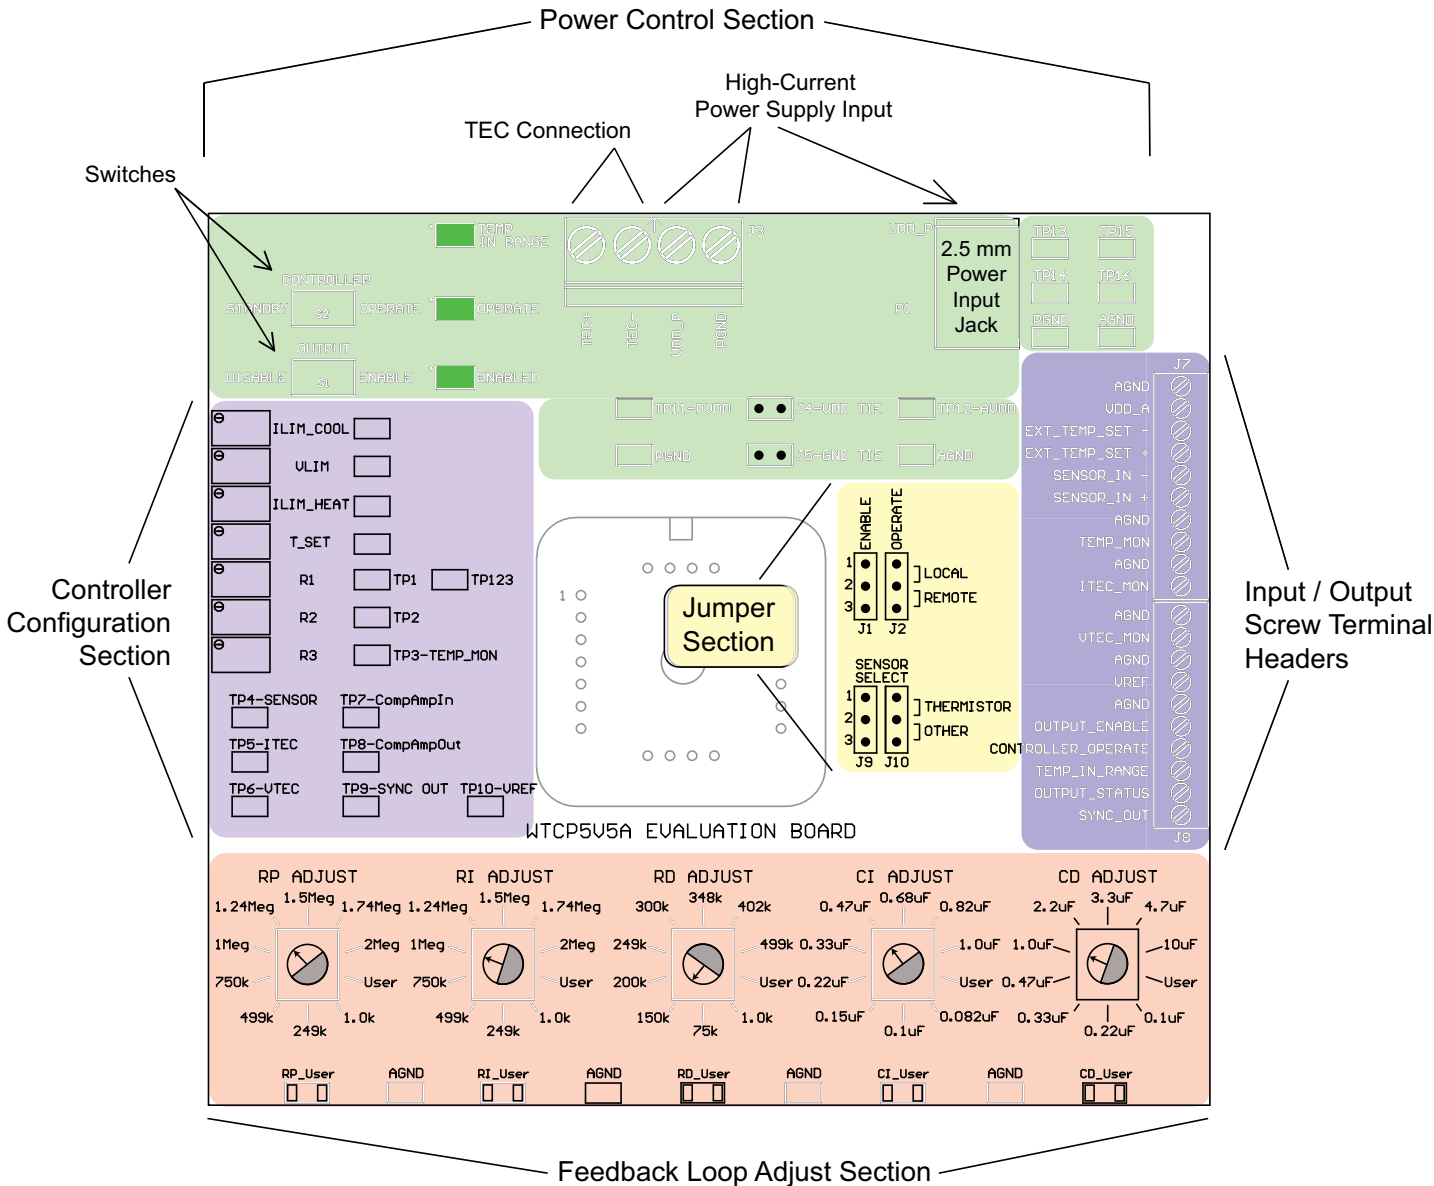 Power Control Section
High-Current
Power Supply Input
TEC Connection
Switches
TEMP
IN RANGE
J3
VDD_P
2.5 mm
Power
Input
Jack
P1
TP13
TP15
TP14
TP16
PGND
AGND
CONTROLLER
STANDBY
S2
OPERATE
OPERATE
OUTPUT
DISABLE
S1
ENABLE
ENABLED
TEC+
TEC-
VDD_P
PGND
TP11-PVDD
J4-VDD TIE
TP12-AVDD
PGND
J5-GND TIE
AGND
J7
AGND
VDD_A
EXT_TEMP_SET -
EXT_TEMP_SET +
SENSOR_IN -
SENSOR_IN +
AGND
TEMP_MON
AGND
ITEC_MON
AGND
VTEC_MON
AGND
VREF
AGND
OUTPUT_ENABLE
CONTROLLER_OPERATE
TEMP_IN_RANGE
OUTPUT_STATUS
SYNC_OUT
J8
Input / Output
Screw Terminal
Headers
Controller
Configuration
Section
ILIM_COOL
VLIM
ILIM_HEAT
T_SET
R1
TP1
TP123
R2
TP2
R3
TP3-TEMP_MON
TP4-SENSOR
TP7-CompAmpIn
TP5-ITEC
TP8-CompAmpOut
TP6-VTEC
TP9-SYNC OUT
TP10-VREF
1
Jumper
Section
ENABLE
OPERATE
1
2
3
LOCAL
REMOTE
J1
J2
SENSOR
SELECT
1
2
3
THERMISTOR
OTHER
J9
J10
WTCP5V5A EVALUATION BOARD
RP ADJUST
1.5Meg
1.24Meg
1.74Meg
1Meg
2Meg
750k
User
499k
1.0k
249k
RI ADJUST
1.5Meg
1.24Meg
1.74Meg
1Meg
2Meg
750k
User
499k
1.0k
249k
RD ADJUST
348k
300k
402k
249k
499k
200k
User
150k
1.0k
75k
CI ADJUST
0.68uF
0.47uF
0.82uF
0.33uF
1.0uF
0.22uF
User
0.15uF
0.082uF
0.1uF
CD ADJUST
3.3uF
2.2uF
4.7uF
1.0uF
10uF
0.47uF
User
0.33uF
0.1uF
0.22uF
RP_User
AGND
RI_User
AGND
RD_User
AGND
CI_User
AGND
CD_User
Feedback Loop Adjust Section